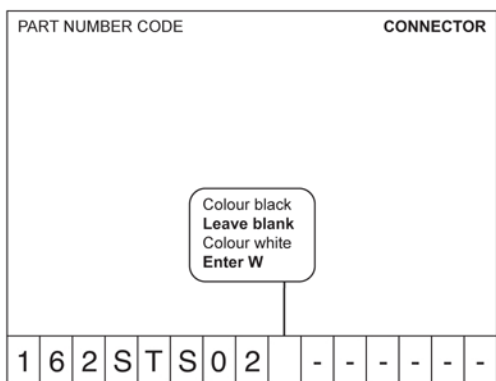 PART NUMBER CODE CONNECTOR
Colour black
Leave blank
Colour white
Enter W
1 6 2 S T S 0 2 - - - - - -